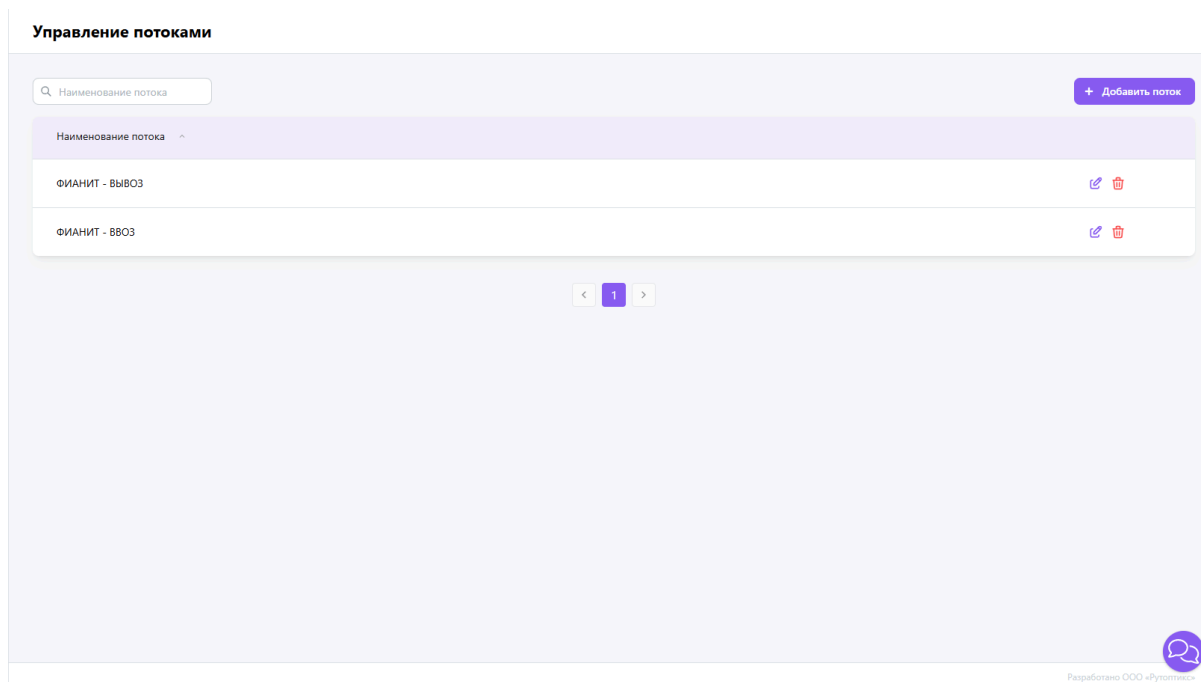 Управление потоками
Наименование потока
+ Добавить поток
Наименование потока
ФИАНИТ - ВЫВОЗ
ФИАНИТ - ВВОЗ
1
Разработано ООО «Рутоптикс»